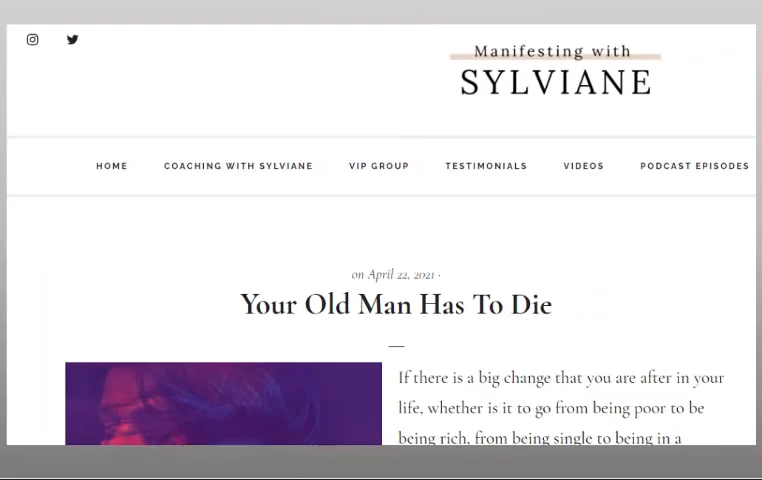 Manifesting with
SYLVIANE
HOME COACHING WITH SYLVIANE VIP GROUP TESTIMONIALS VIDEOS PODCAST EPISODES
on April 22, 2021 ·
Your Old Man Has To Die
If there is a big change that you are after in your
life, whether is it to go from being poor to be
being rich, from being single to being in a